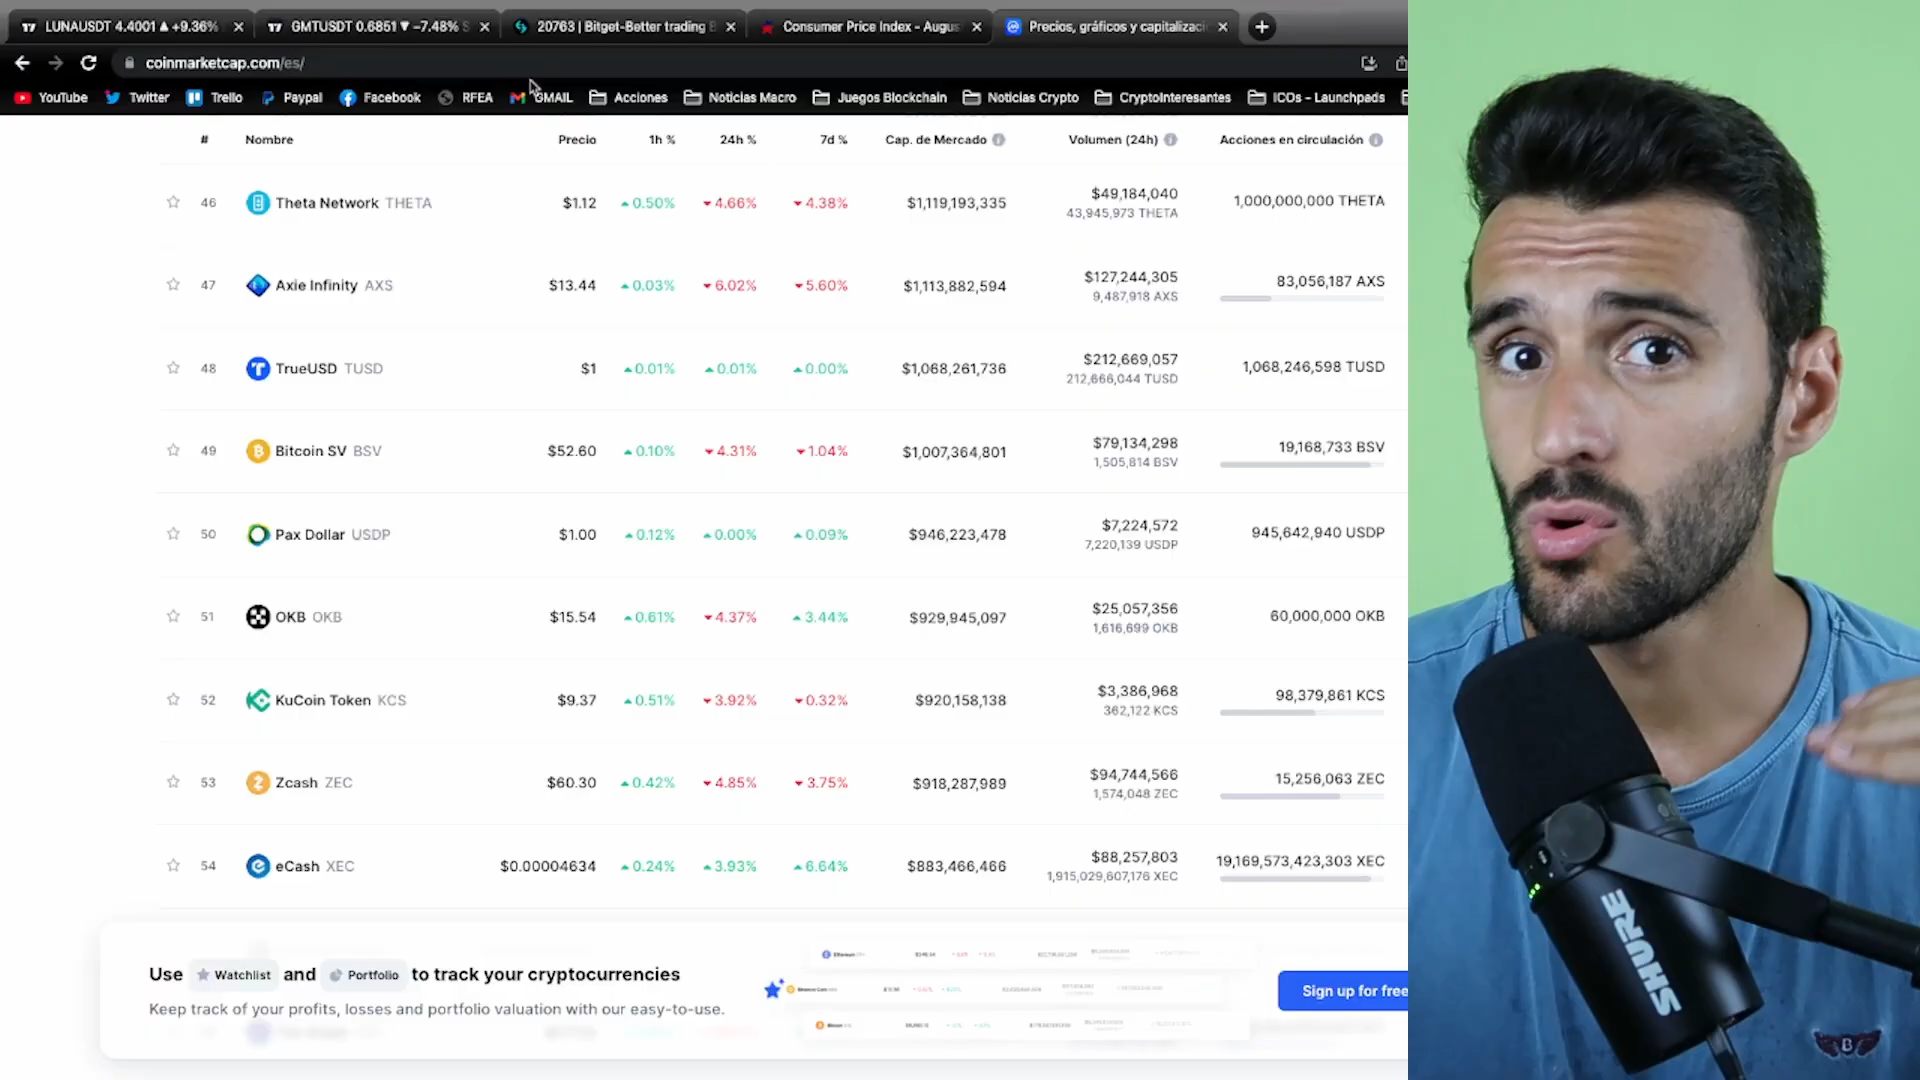 LUNAUSDT 4.4001 ▲ +9.36%
GMTUSDT 0.6851 ▼ −7.48% S
20763 | Bitget-Better trading
Consumer Price Index - Augus
Precios, gráficos y capitalizaci
coinmarketcap.com/es/
YouTube Twitter Trello Paypal Facebook RFEA GMAIL Acciones Noticias Macro Juegos Blockchain Noticias Crypto CryptoInteresantes ICOs - Launchpads
# Nombre Precio 1h % 24h % 7d % Cap. de Mercado Volumen (24h) Acciones en circulación
46 Theta Network THETA $1.12 0.50% 4.66% 4.38% $1,119,193,335 $49,184,040 1,000,000,000 THETA
43,945,973 THETA
47 Axie Infinity AXS $13.44 0.03% 6.02% 5.60% $1,113,882,594 $127,244,305 83,056,187 AXS
9,487,918 AXS
48 TrueUSD TUSD $1 0.01% 0.01% 0.00% $1,068,261,736 $212,669,057 1,068,246,598 TUSD
212,666,044 TUSD
49 Bitcoin SV BSV $52.60 0.10% 4.31% 1.04% $1,007,364,801 $79,134,298 19,168,733 BSV
1,505,814 BSV
50 Pax Dollar USDP $1.00 0.12% 0.00% 0.09% $946,223,478 $7,224,572 945,642,940 USDP
7,220,139 USDP
51 OKB OKB $15.54 0.61% 4.37% 3.44% $929,945,097 $25,057,356 60,000,000 OKB
1,616,699 OKB
52 KuCoin Token KCS $9.37 0.51% 3.92% 0.32% $920,158,138 $3,386,968 98,379,861 KCS
362,122 KCS
53 Zcash ZEC $60.30 0.42% 4.85% 3.75% $918,287,989 $94,744,566 15,256,063 ZEC
1,574,048 ZEC
54 eCash XEC $0.00004634 0.24% 3.93% 6.64% $883,466,466 $88,257,803 19,169,573,423,303 XEC
1,915,029,607,176 XEC
Use Watchlist and Portfolio to track your cryptocurrencies
Keep track of your profits, losses and portfolio valuation with our easy-to-use.
Sign up for free
SHURE
B